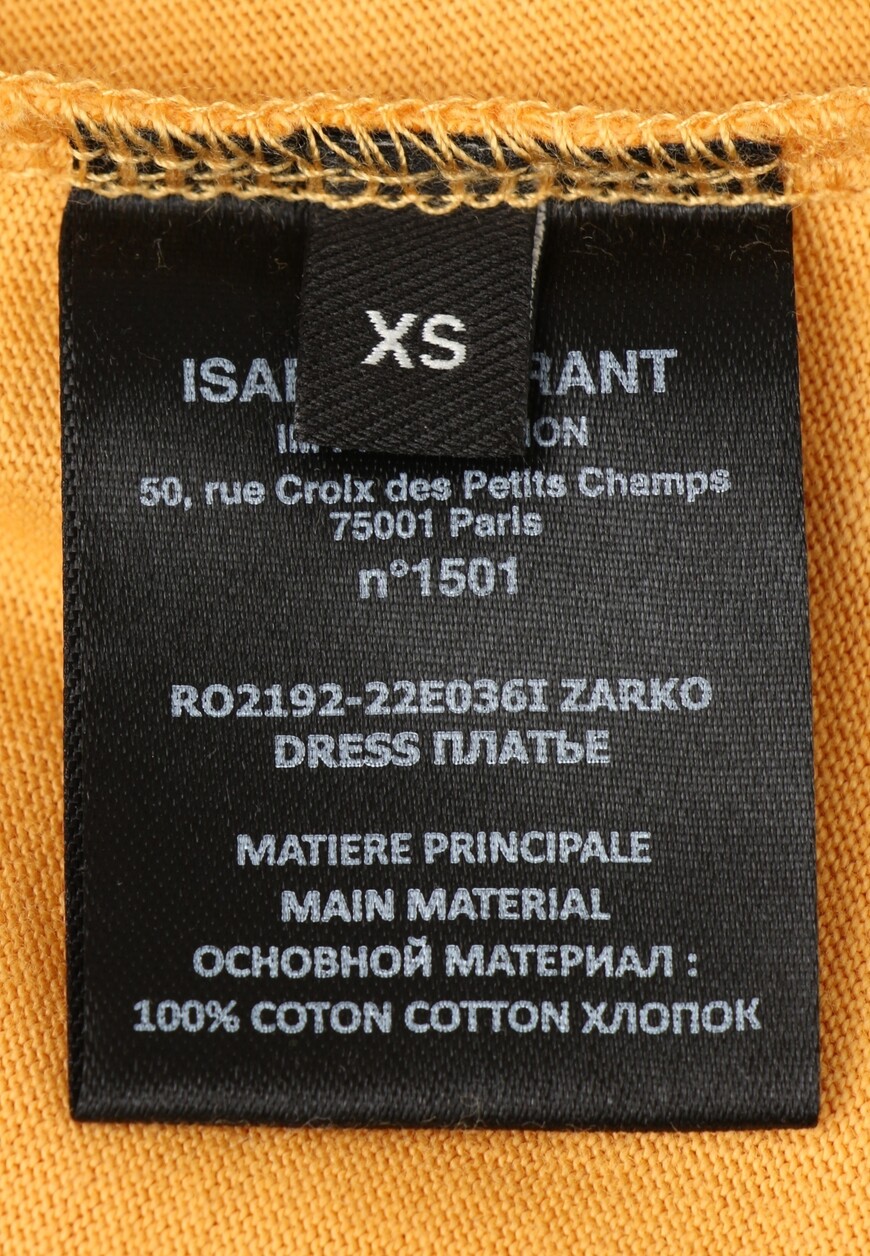 XS
50, rue Croix des Petits Champs
75001 Paris
n°1501
RO2192-22E036I ZARKO
DRESS ПЛАТЬЕ
MATIERE PRINCIPALE
MAIN MATERIAL
ОСНОВНОЙ МАТЕРИАЛ :
100% COTON COTTON ХЛОПОК